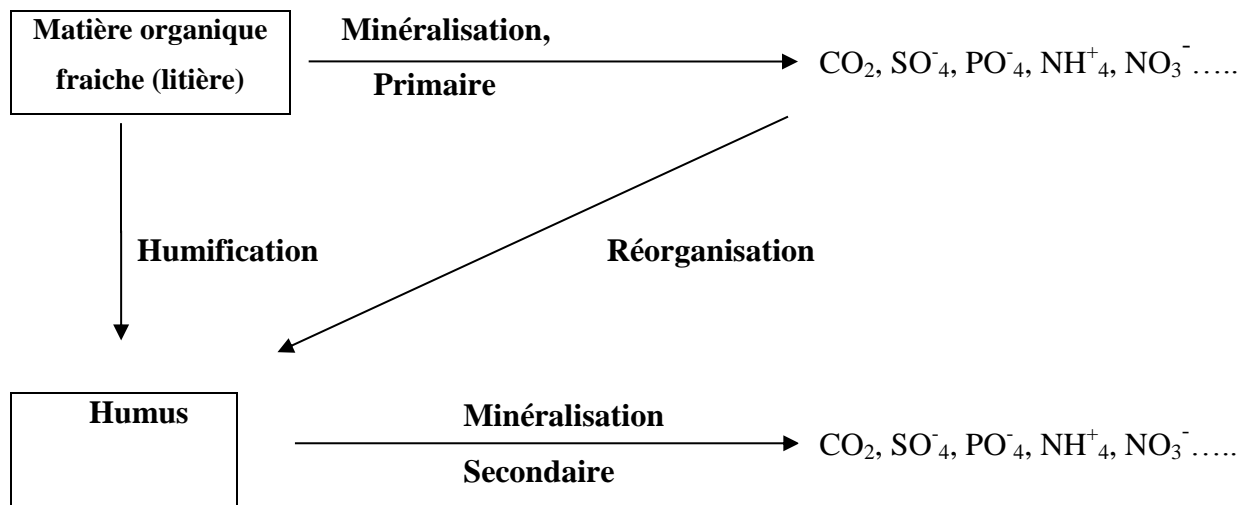 Matière organique
fraiche (litière)
Minéralisation,
Primaire
CO₂, SO⁻₄, PO⁻₄, NH⁺₄, NO₃⁻…..
Humification
Réorganisation
Humus
Minéralisation
Secondaire
CO₂, SO⁻₄, PO⁻₄, NH⁺₄, NO₃⁻…..